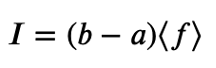 I = (b − a)⟨f⟩